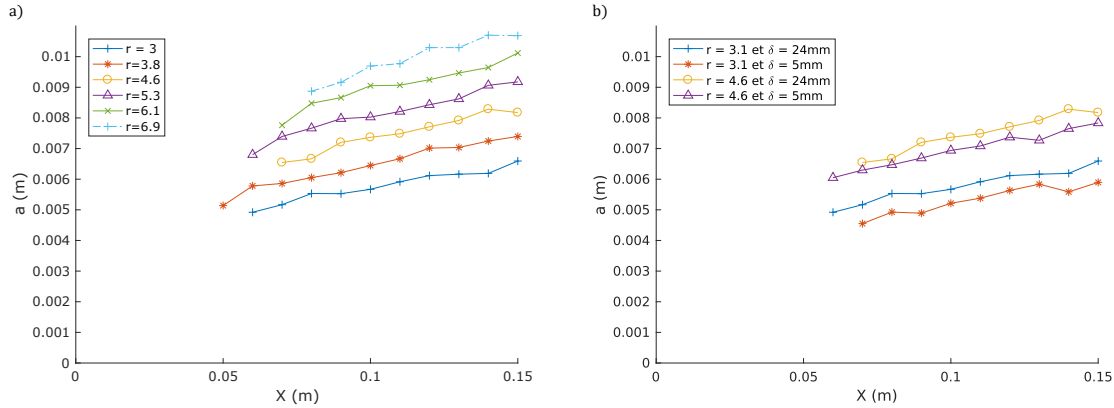 a)
r = 3
r=3.8
r=4.6
r=5.3
r=6.1
r=6.9
0.01
0.009
0.008
0.007
0.006
0.005
0.004
0.003
0.002
0.001
0
a (m)
0
0.05
0.1
0.15
X (m)
b)
r = 3.1 et δ = 24mm
r = 3.1 et δ = 5mm
r = 4.6 et δ = 24mm
r = 4.6 et δ = 5mm
0.01
0.009
0.008
0.007
0.006
0.005
0.004
0.003
0.002
0.001
0
a (m)
0
0.05
0.1
0.15
X (m)